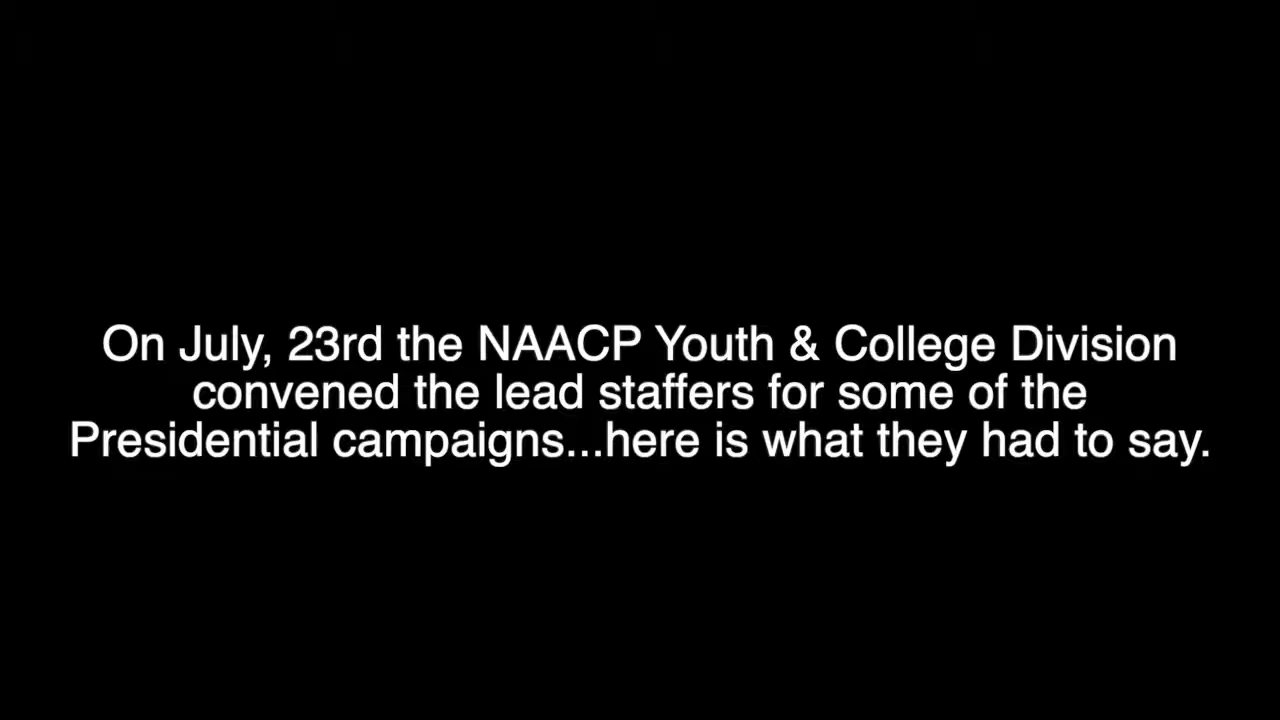 On July, 23rd the NAACP Youth & College Division
convened the lead staffers for some of the
Presidential campaigns...here is what they had to say.